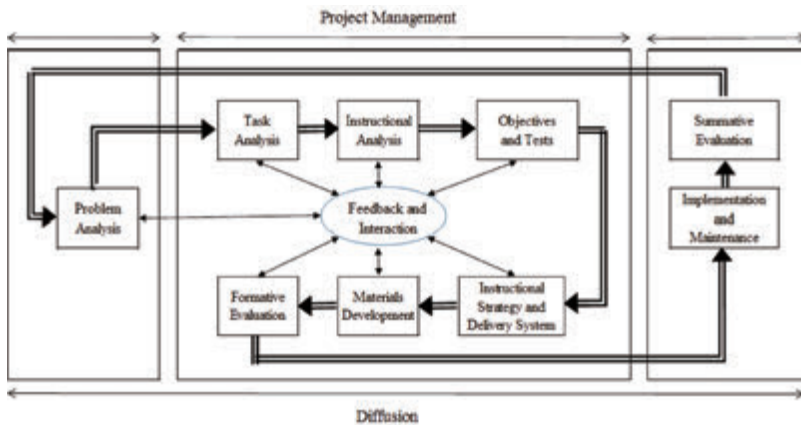 Project Management
Task
Analysis
Instructional
Analysis
Objectives
and Tests
Summative
Evaluation
Problem
Analysis
Feedback and
Interaction
Implementation
and
Maintenance
Formative
Evaluation
Materials
Development
Instructional
Strategy and
Delivery System
Diffusion